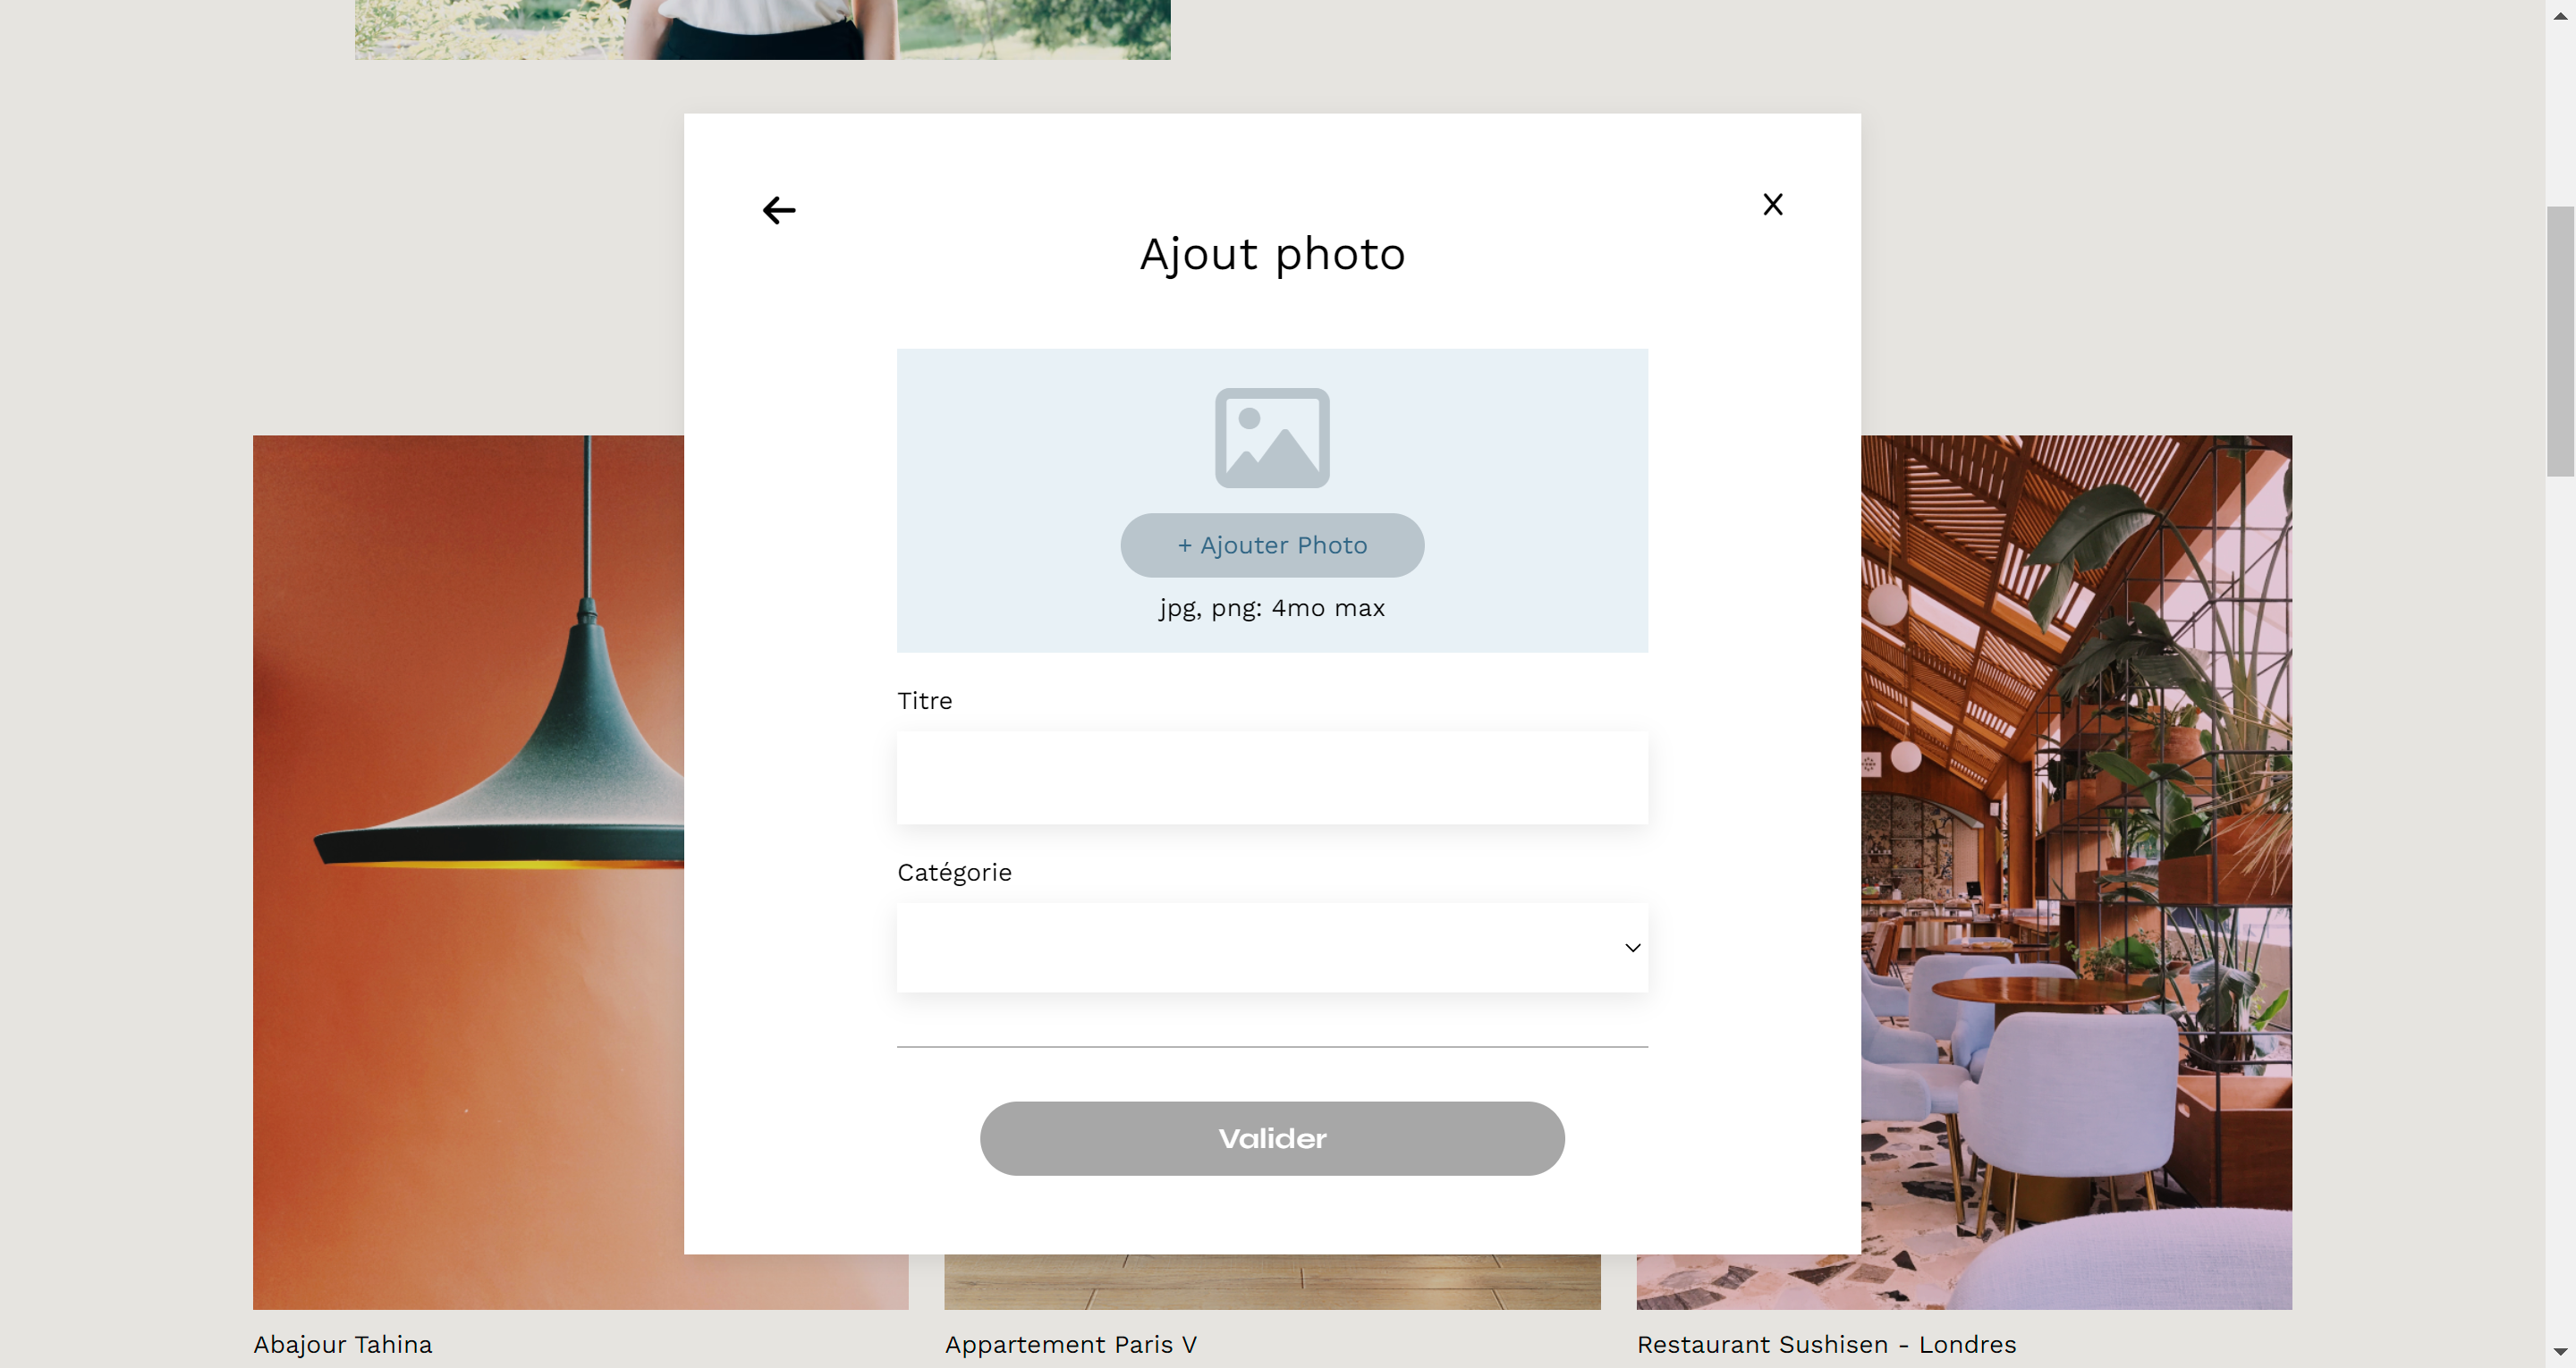 X
Ajout photo
+ Ajouter Photo
jpg, png: 4mo max
Titre
Catégorie
Valider
Abajour Tahina
Appartement Paris V
Restaurant Sushisen - Londres